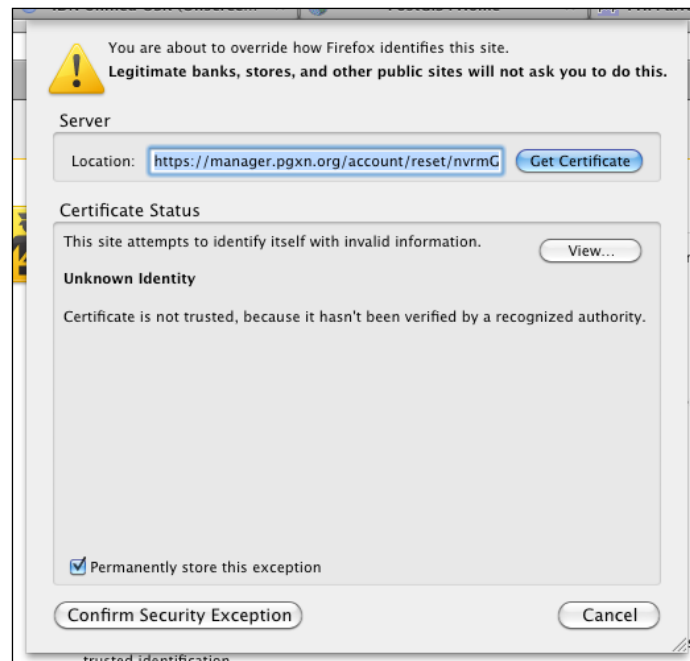 You are about to override how Firefox identifies this site.
Legitimate banks, stores, and other public sites will not ask you to do this.
Server
Location: https://manager.pgxn.org/account/reset/nvrmG Get Certificate
Certificate Status
This site attempts to identify itself with invalid information. View...
Unknown Identity
Certificate is not trusted, because it hasn't been verified by a recognized authority.
Permanently store this exception
Confirm Security Exception Cancel
trusted identification